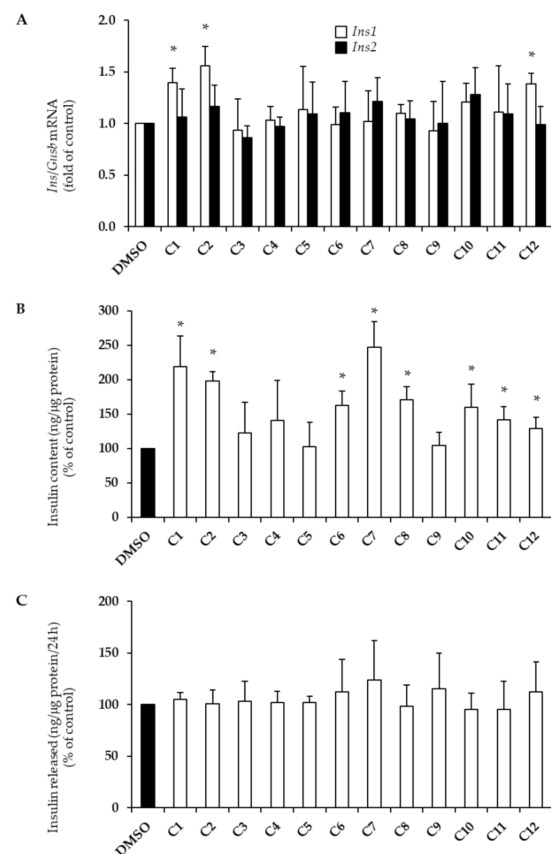 A
Ins1
Ins2
* * *
2.0
1.5
1.0
0.5
0.0
Ins/Gusb mRNA
(fold of control)
DMSO C1 C2 C3 C4 C5 C6 C7 C8 C9 C10 C11 C12
B
* * * * * * * *
300
250
200
150
100
50
0
Insulin content (ng/µg protein)
(% of control)
DMSO C1 C2 C3 C4 C5 C6 C7 C8 C9 C10 C11 C12
C
200
150
100
50
0
Insulin released (ng/µg protein/24h)
(% of control)
DMSO C1 C2 C3 C4 C5 C6 C7 C8 C9 C10 C11 C12